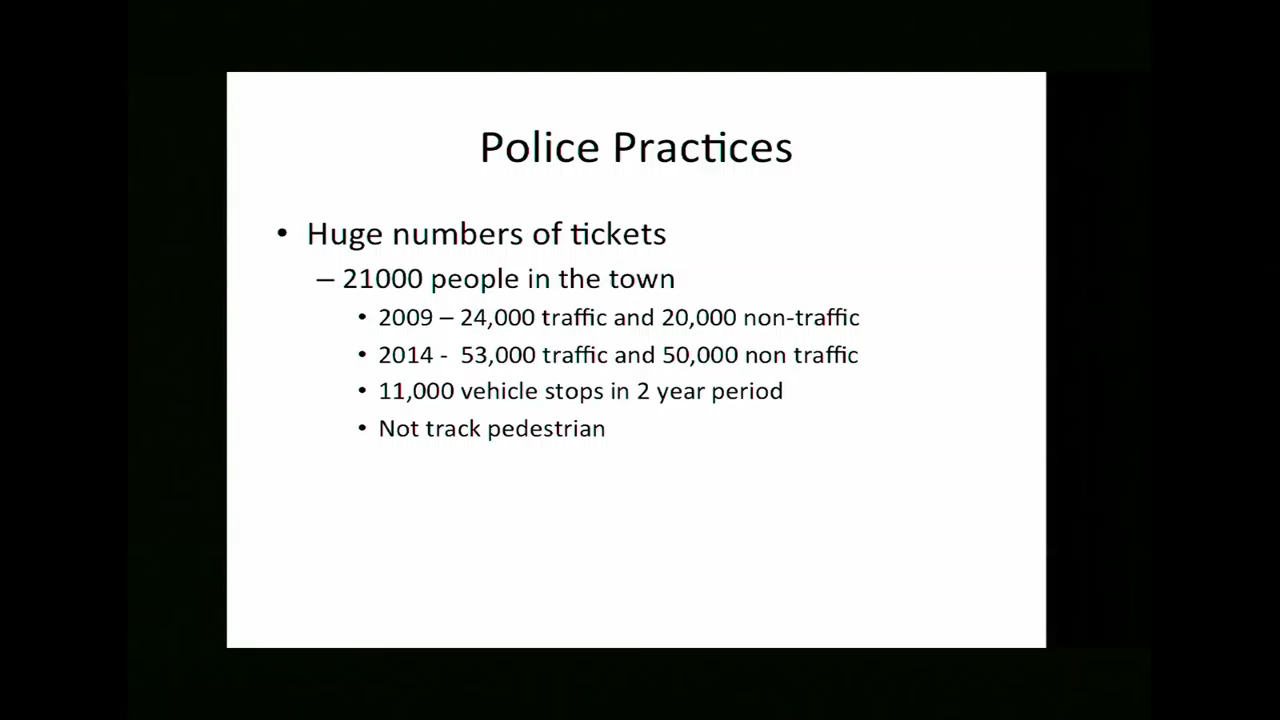 Police Practices
• Huge numbers of tickets
– 21000 people in the town
• 2009 – 24,000 traffic and 20,000 non-traffic
• 2014 - 53,000 traffic and 50,000 non traffic
• 11,000 vehicle stops in 2 year period
• Not track pedestrian